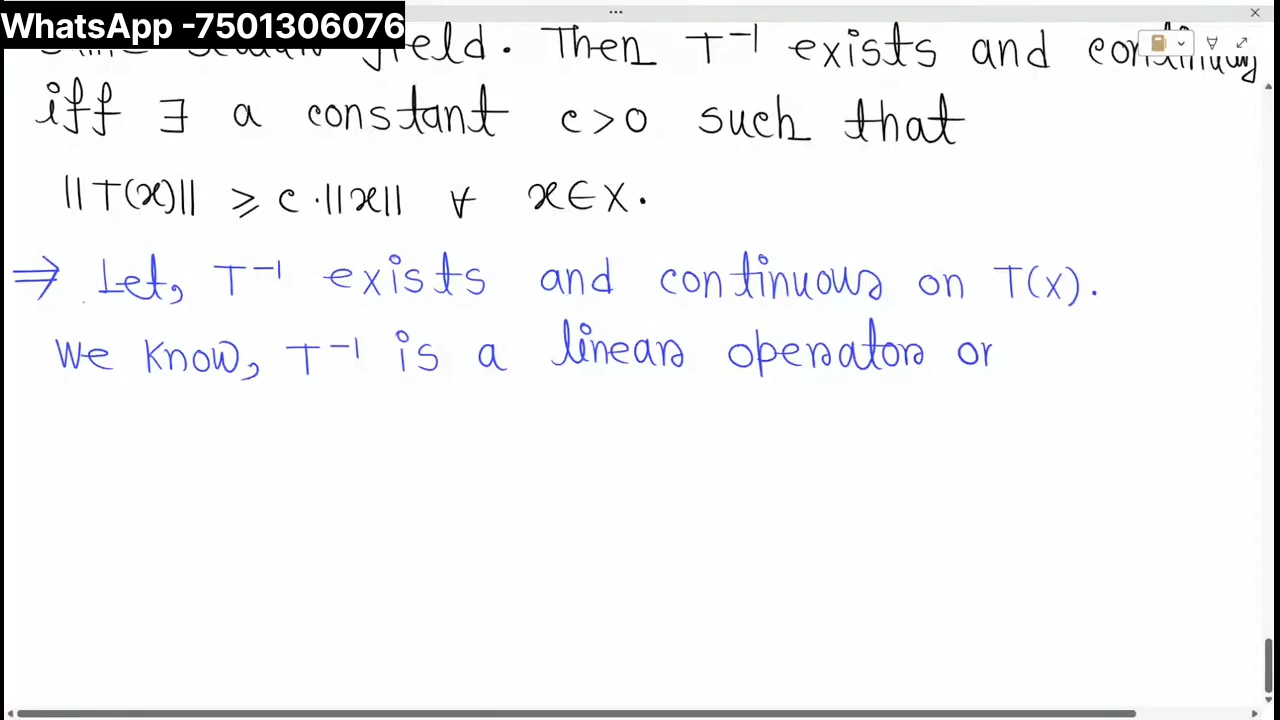 WhatsApp -7501306076
field. Then T⁻¹ exists and continuous
iff ∃ a constant c>0 such that
||T(x)|| ⩾ c·||x|| ∀ x∈X.
⇒ Let, T⁻¹ exists and continuous on T(X).
We know, T⁻¹ is a linear operator or